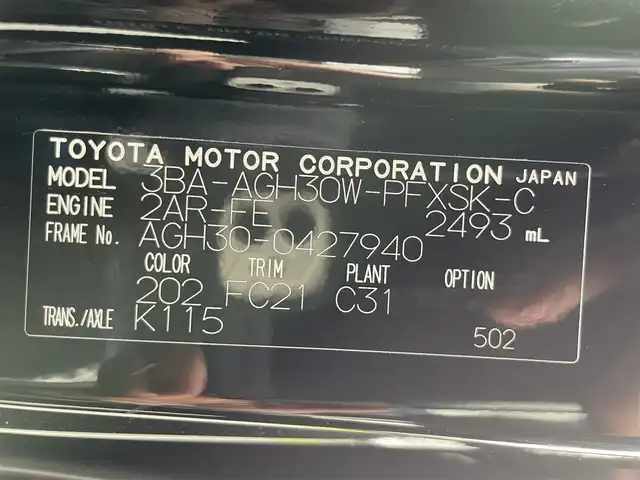 TOYOTA MOTOR CORPORATION JAPAN
MODEL 3BA-AGH30W-PFXSK-C
ENGINE 2AR-FE 2493 mL
FRAME No. AGH30-0427940
COLOR TRIM PLANT OPTION
202 FC21 C31
TRANS./AXLE K115
502